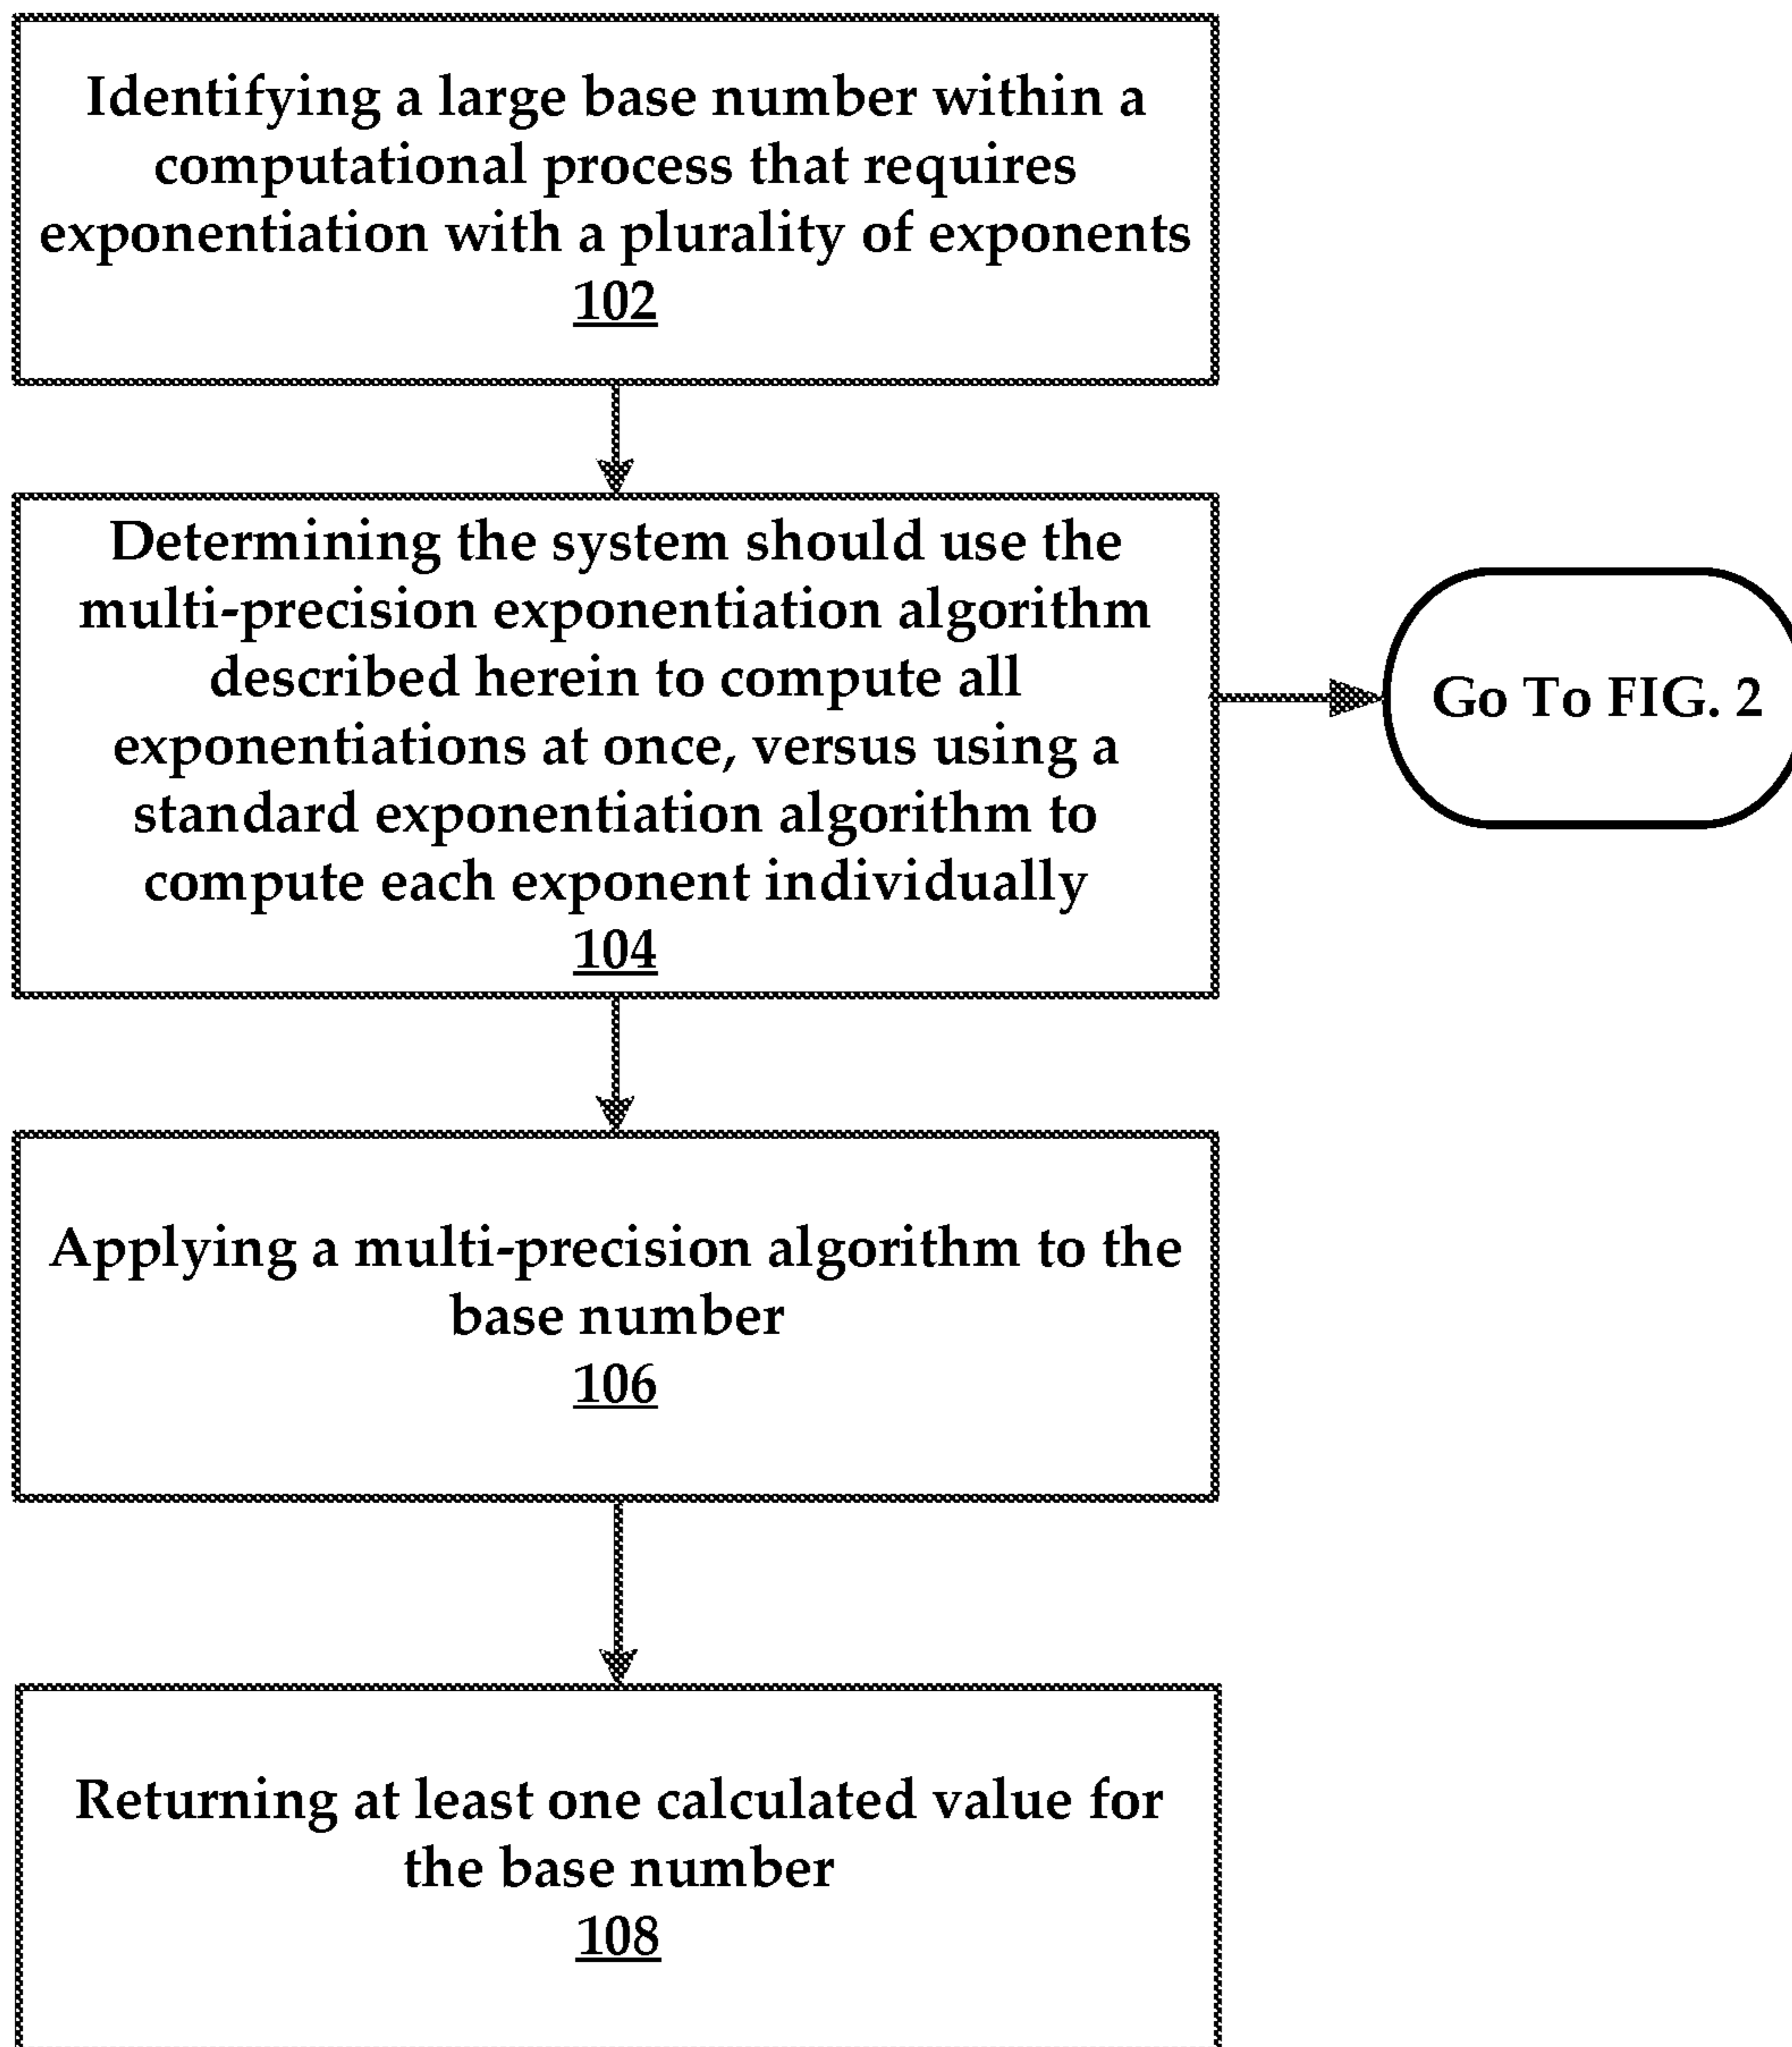 Identifying a large base number within a
computational process that requires
exponentiation with a plurality of exponents
102
Determining the system should use the
multi-precision exponentiation algorithm
described herein to compute all
exponentiations at once, versus using a
standard exponentiation algorithm to
compute each exponent individually
104
Go To FIG. 2
Applying a multi-precision algorithm to the
base number
106
Returning at least one calculated value for
the base number
108